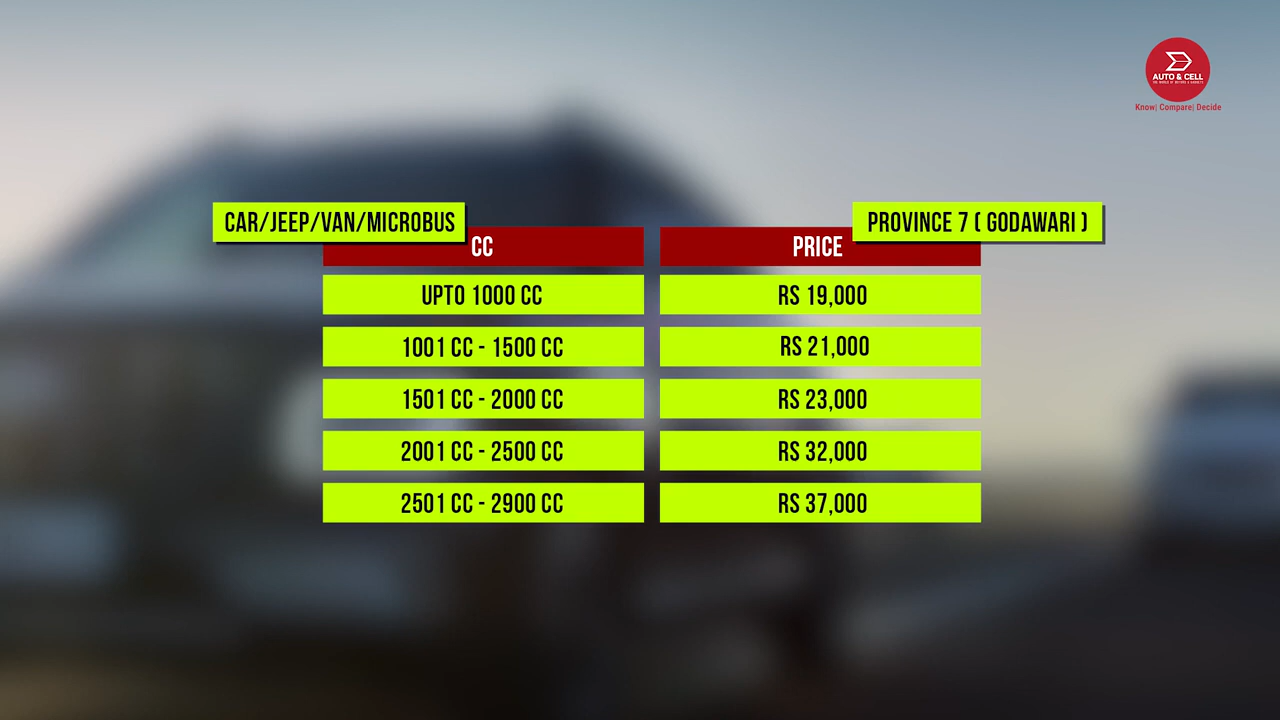 AUTO & CELL
Know| Compare| Decide
CAR/JEEP/VAN/MICROBUS
PROVINCE 7 ( GODAWARI )
CC
PRICE
UPTO 1000 CC
RS 19,000
1001 CC - 1500 CC
RS 21,000
1501 CC - 2000 CC
RS 23,000
2001 CC - 2500 CC
RS 32,000
2501 CC - 2900 CC
RS 37,000